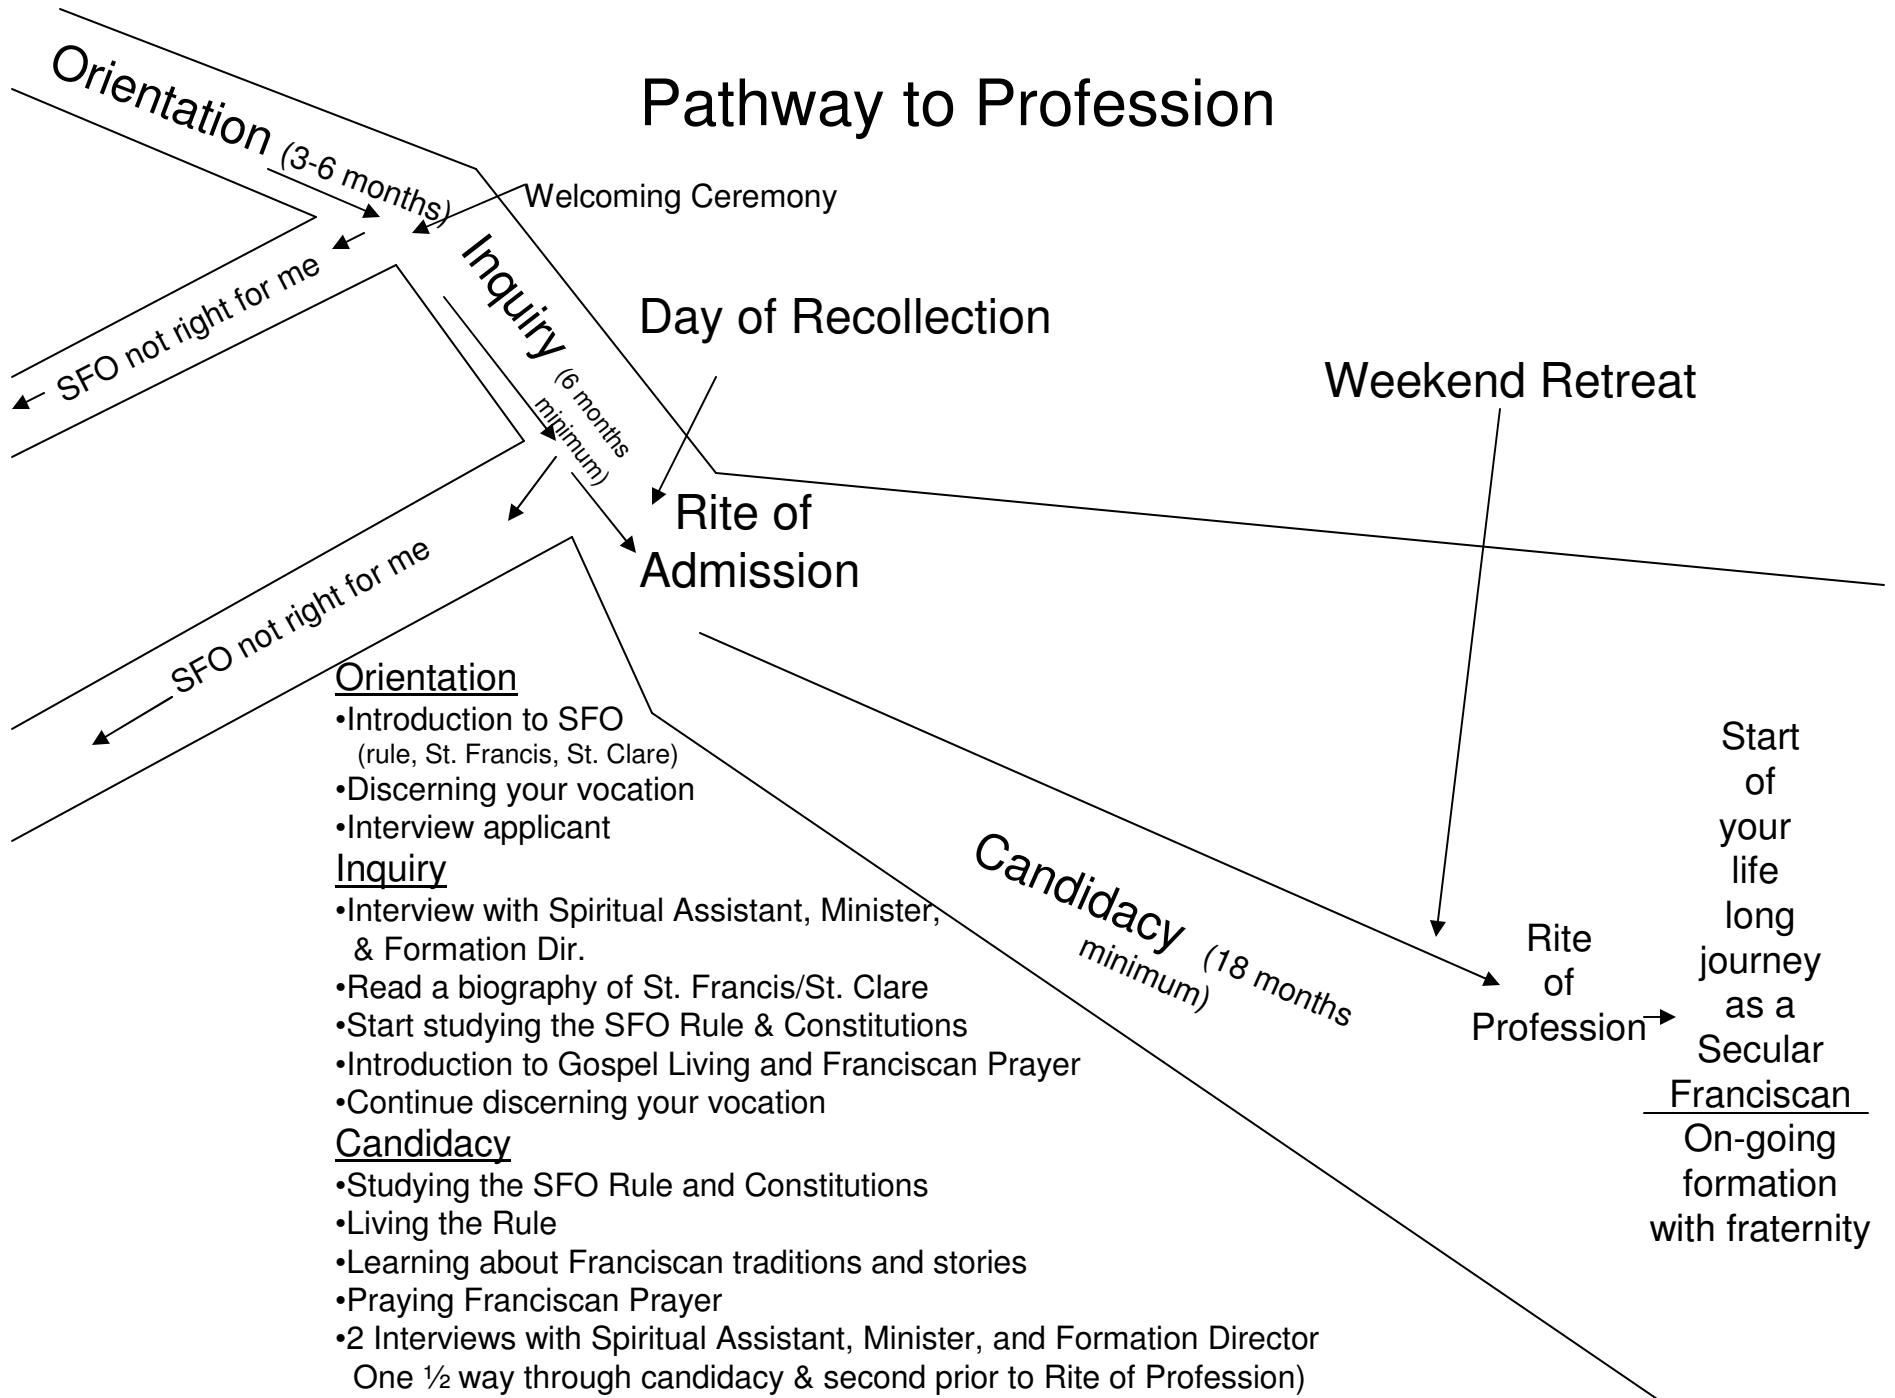 Pathway to Profession
Orientation (3-6 months)
Welcoming Ceremony
SFO not right for me
Inquiry (6 months
minimum)
Day of Recollection
Weekend Retreat
Rite of
Admission
SFO not right for me
Orientation
•Introduction to SFO
(rule, St. Francis, St. Clare)
•Discerning your vocation
•Interview applicant
Inquiry
•Interview with Spiritual Assistant, Minister,
& Formation Dir.
•Read a biography of St. Francis/St. Clare
•Start studying the SFO Rule & Constitutions
•Introduction to Gospel Living and Franciscan Prayer
•Continue discerning your vocation
Candidacy
•Studying the SFO Rule and Constitutions
•Living the Rule
•Learning about Franciscan traditions and stories
•Praying Franciscan Prayer
•2 Interviews with Spiritual Assistant, Minister, and Formation Director
One ½ way through candidacy & second prior to Rite of Profession)
Candidacy (18 months
minimum)
Rite
of
Profession
Start
of
your
life
long
journey
as a
Secular
Franciscan
On-going
formation
with fraternity